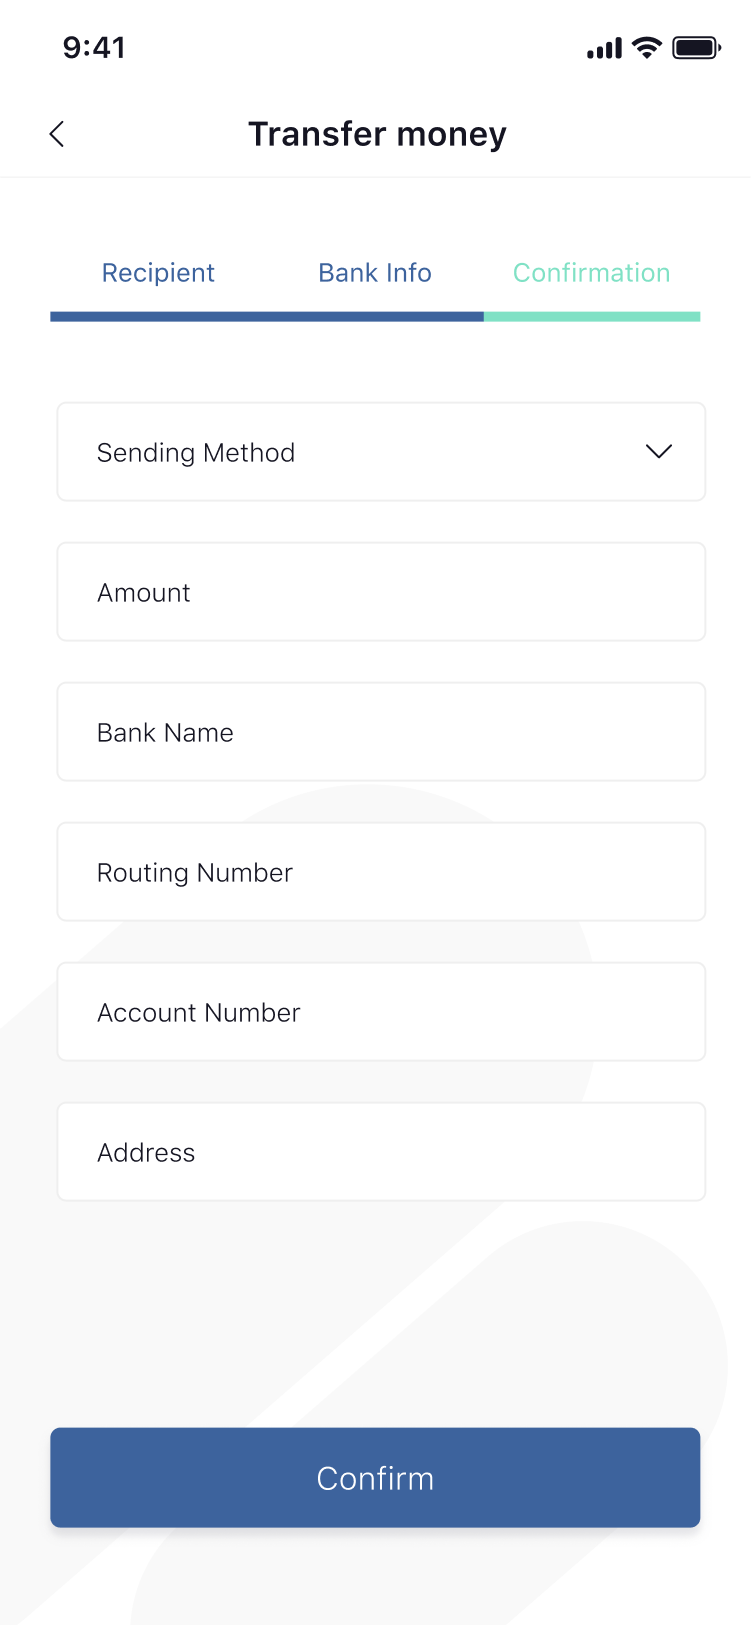 9:41
Transfer money
Recipient Bank Info Confirmation
Sending Method
Amount
Bank Name
Routing Number
Account Number
Address
Confirm